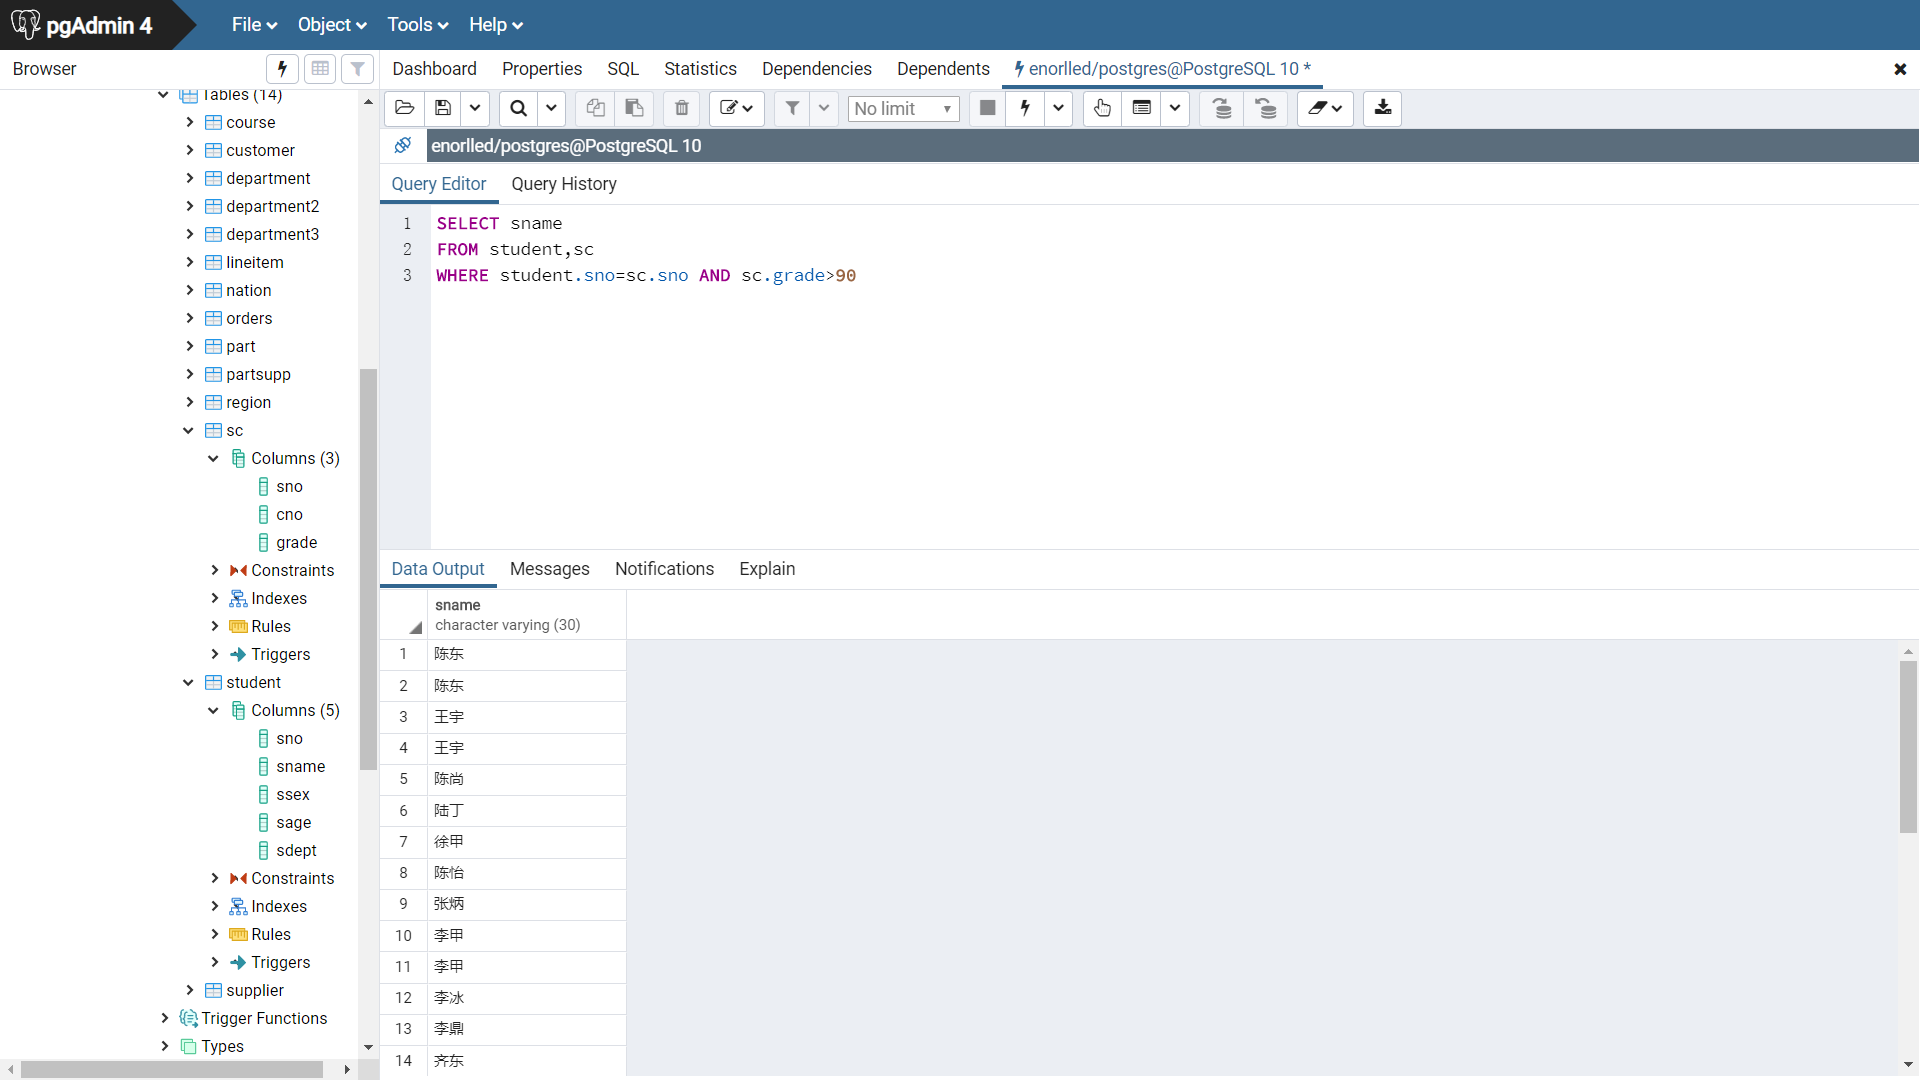 pgAdmin 4
File Object Tools Help
Browser
Dashboard Properties SQL Statistics Dependencies Dependents enorlled/postgres@PostgreSQL 10 *
No limit
enorlled/postgres@PostgreSQL 10
Query Editor Query History
1 SELECT sname
2 FROM student,sc
3 WHERE student.sno=sc.sno AND sc.grade>90
Tables (14)
course
customer
department
department2
department3
lineitem
nation
orders
part
partsupp
region
sc
Columns (3)
sno
cno
grade
Constraints
Indexes
Rules
Triggers
student
Columns (5)
sno
sname
ssex
sage
sdept
Constraints
Indexes
Rules
Triggers
supplier
Trigger Functions
Types
Data Output Messages Notifications Explain
sname
character varying (30)
1 陈东
2 陈东
3 王宇
4 王宇
5 陈尚
6 陆丁
7 徐甲
8 陈怡
9 张炳
10 李甲
11 李甲
12 李冰
13 李鼎
14 齐东